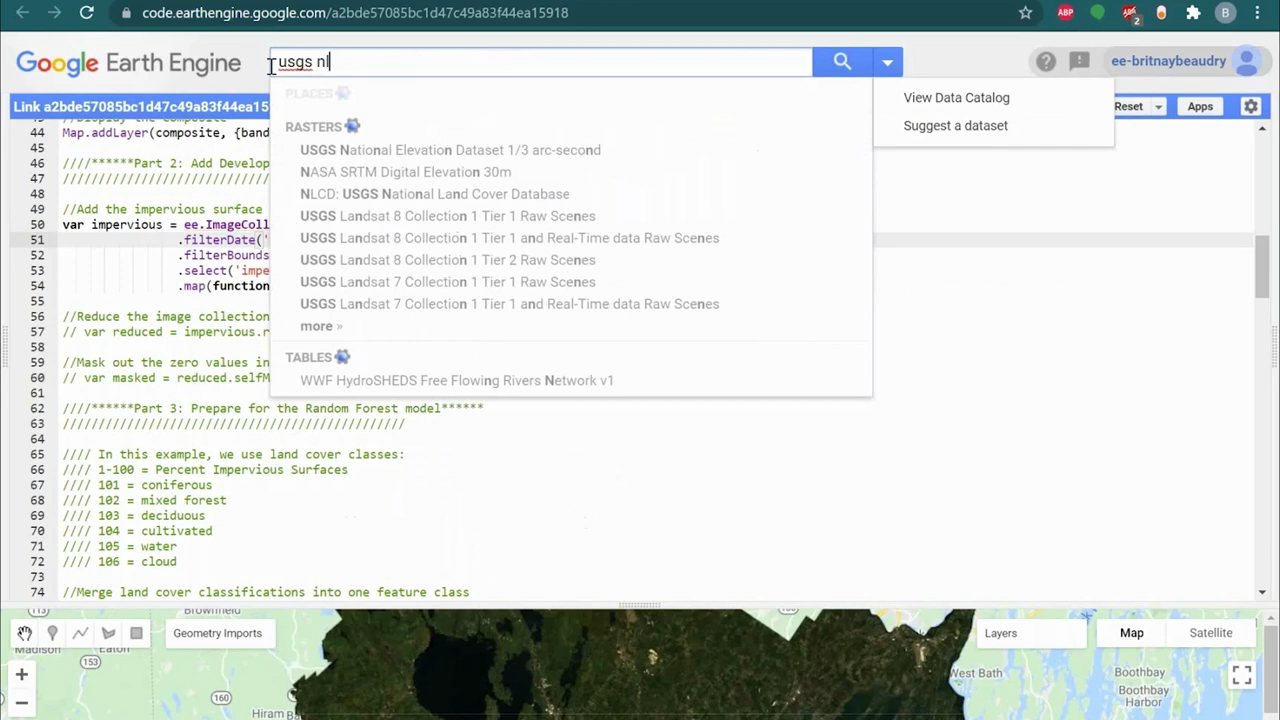 code.earthengine.google.com/a2bde57085bc1d47c49a83f44ea15918
ABP
2
B
Google Earth Engine
usgs nl
ee-britnaybeaudry
Link a2bde57085bc1d47c49a83f44ea15
Reset
Apps
PLACES
RASTERS
USGS National Elevation Dataset 1/3 arc-second
NASA SRTM Digital Elevation 30m
NLCD: USGS National Land Cover Database
USGS Landsat 8 Collection 1 Tier 1 Raw Scenes
USGS Landsat 8 Collection 1 Tier 1 and Real-Time data Raw Scenes
USGS Landsat 8 Collection 1 Tier 2 Raw Scenes
USGS Landsat 7 Collection 1 Tier 1 Raw Scenes
USGS Landsat 7 Collection 1 Tier 1 and Real-Time data Raw Scenes
more »
TABLES
WWF HydroSHEDS Free Flowing Rivers Network v1
View Data Catalog
Suggest a dataset
44 Map.addLayer(composite, {band
45
46 ////******Part 2: Add Develop
47 /////////////////////////////
48
49 //Add the impervious surface
50 var impervious = ee.ImageColl
51 .filterDate('
52 .filterBounds
53 .select('impe
54 .map(function
55
56 //Reduce the image collection
57 // var reduced = impervious.r
58
59 //Mask out the zero values in
60 // var masked = reduced.selfM
61
62 ////******Part 3: Prepare for the Random Forest model******
63 ////////////////////////////////////////////
64
65 //// In this example, we use land cover classes:
66 //// 1-100 = Percent Impervious Surfaces
67 //// 101 = coniferous
68 //// 102 = mixed forest
69 //// 103 = deciduous
70 //// 104 = cultivated
71 //// 105 = water
72 //// 106 = cloud
73
74 //Merge land cover classifications into one feature class
Geometry Imports
Layers
Map
Satellite
Madison
Eaton
Brownfield
113
153
160
Hiram
West Bath
Boothbay
Boothbay
Harbor
+
−